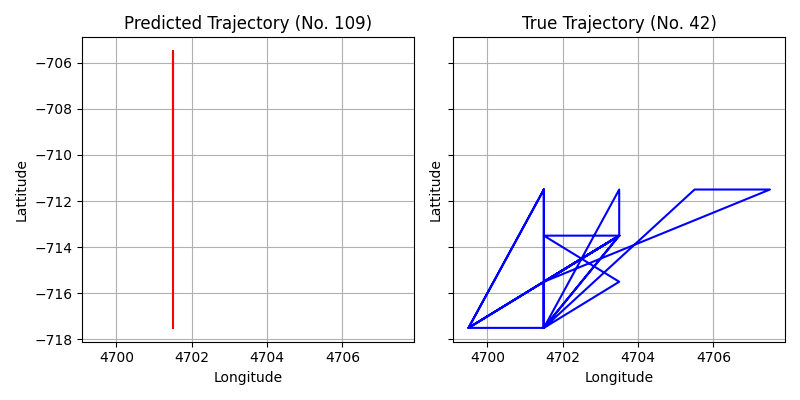 Predicted Trajectory (No. 109)
True Trajectory (No. 42)
−706
−708
−710
−712
−714
−716
−718
Lattitude
Lattitude
4700 4702 4704 4706
4700 4702 4704 4706
Longitude
Longitude